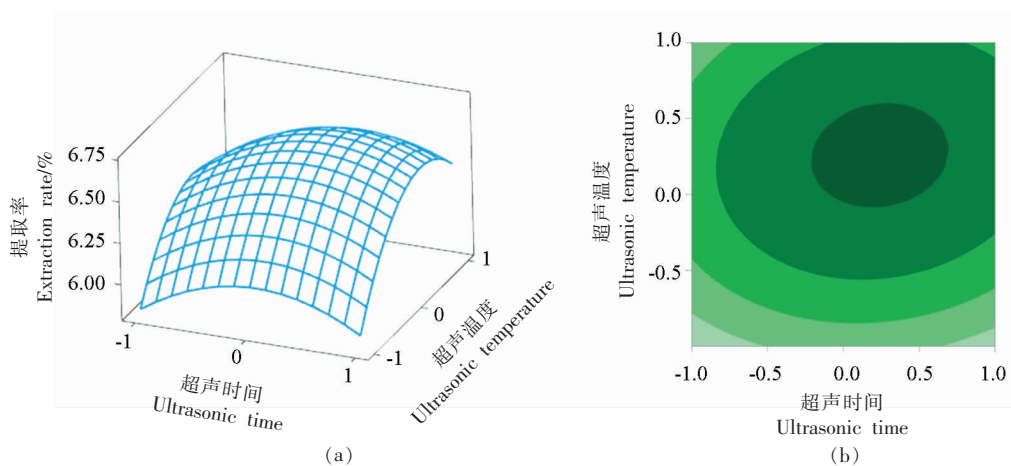 6.75
6.50
6.25
6.00
提取率
Extraction rate/%
-1
0
1
超声时间
Ultrasonic time
-1
0
1
超声温度
Ultrasonic temperature
(a)
1.0
0.5
0.0
-0.5
超声温度
Ultrasonic temperature
-1.0
-0.5
0.0
0.5
1.0
超声时间
Ultrasonic time
(b)